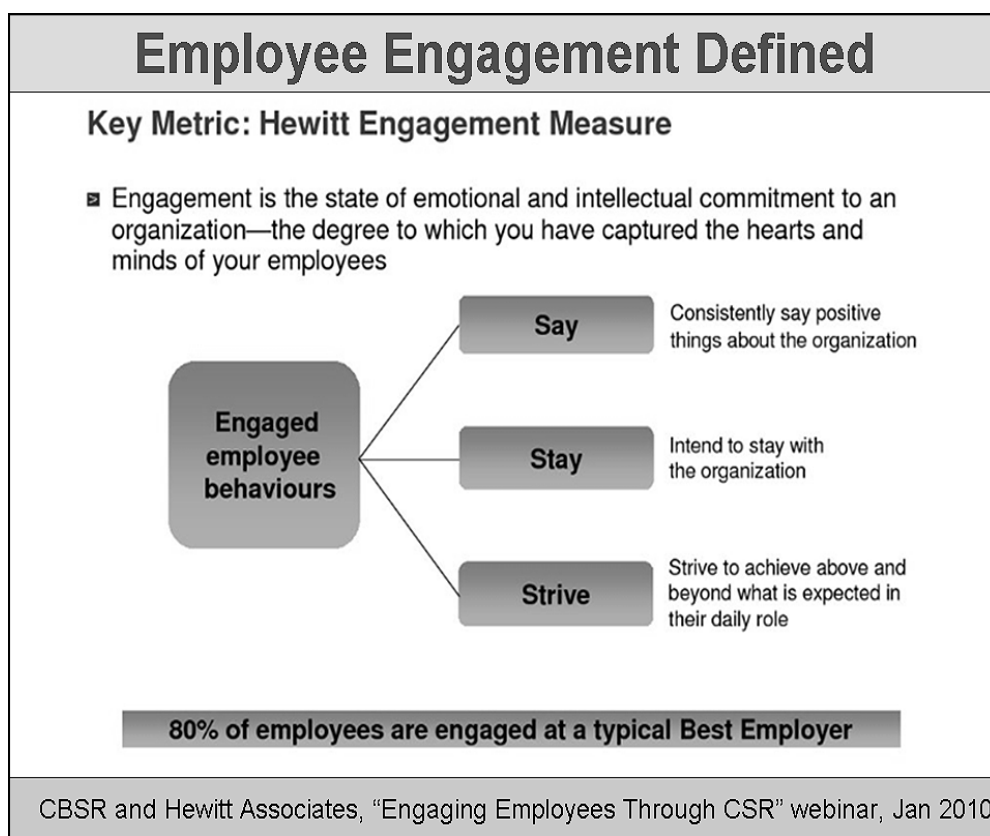 Employee Engagement Defined
Key Metric: Hewitt Engagement Measure
Engagement is the state of emotional and intellectual commitment to an
organization—the degree to which you have captured the hearts and
minds of your employees
Engaged
employee
behaviours
Say
Consistently say positive
things about the organization
Stay
Intend to stay with
the organization
Strive
Strive to achieve above and
beyond what is expected in
their daily role
80% of employees are engaged at a typical Best Employer
CBSR and Hewitt Associates, “Engaging Employees Through CSR” webinar, Jan 2010